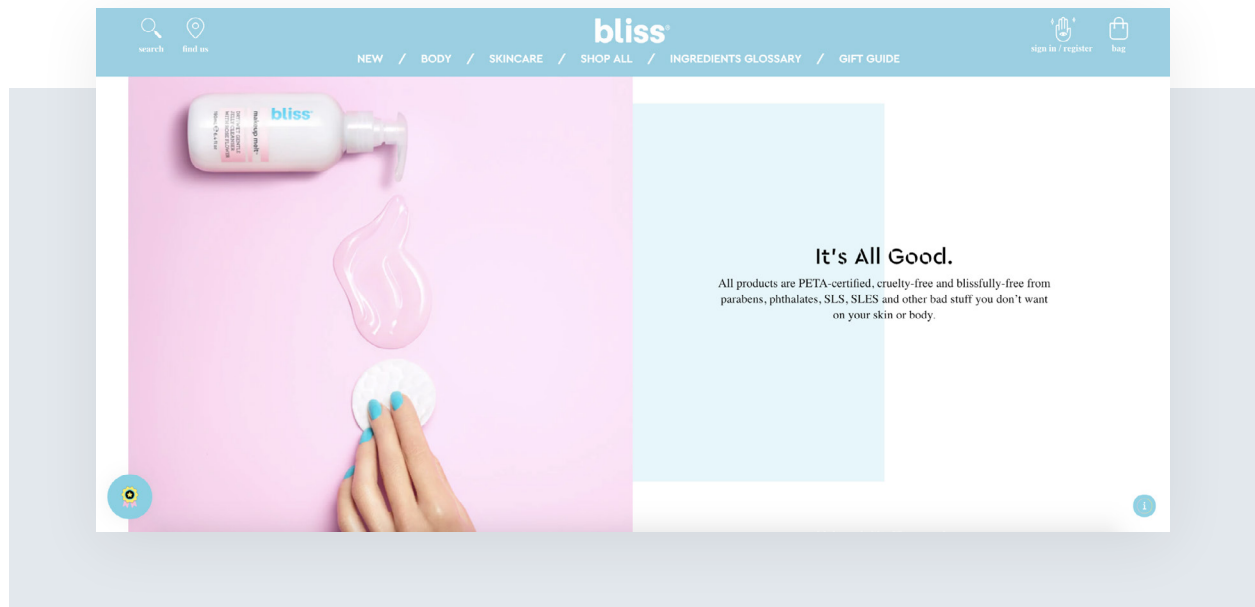 search
find us
bliss
sign in / register
bag
NEW / BODY / SKINCARE / SHOP ALL / INGREDIENTS GLOSSARY / GIFT GUIDE
bliss
makeup melt
It's All Good.
All products are PETA-certified, cruelty-free and blissfully-free from
parabens, phthalates, SLS, SLES and other bad stuff you don't want
on your skin or body.
i